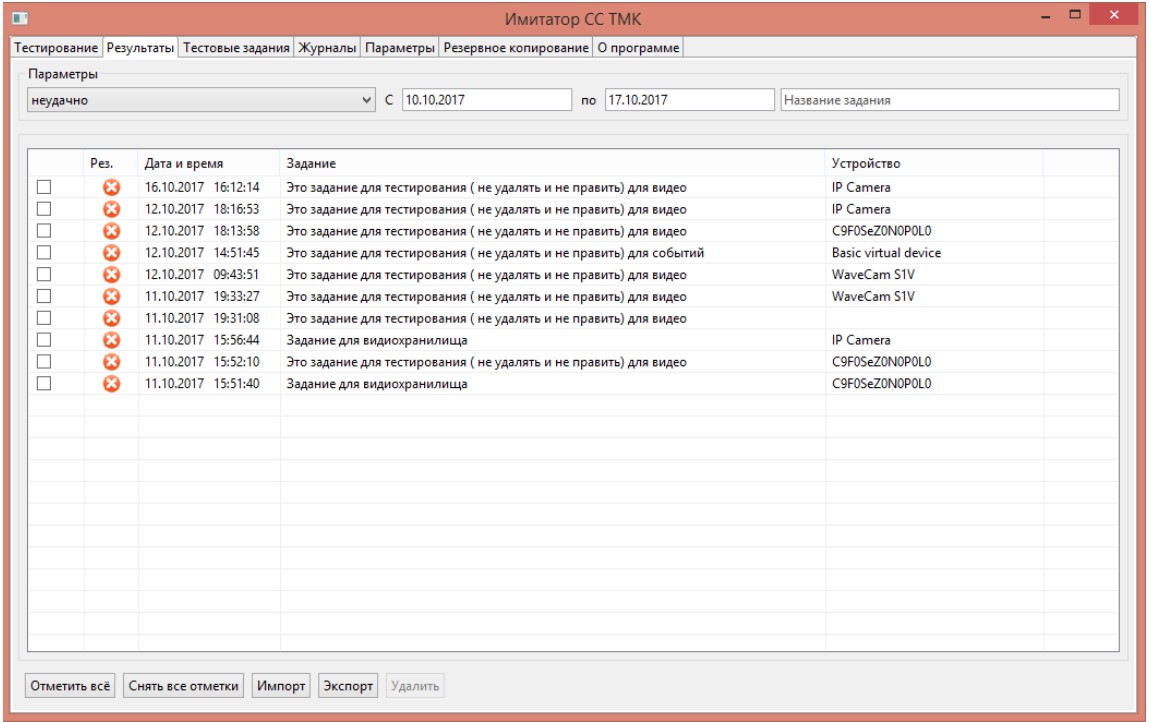 Имитатор СС ТМК
Тестирование Результаты Тестовые задания Журналы Параметры Резервное копирование О программе
Параметры
неудачно С 10.10.2017 по 17.10.2017 Название задания
Рез. Дата и время Задание Устройство
16.10.2017 16:12:14 Это задание для тестирования ( не удалять и не править) для видео IP Camera
12.10.2017 18:16:53 Это задание для тестирования ( не удалять и не править) для видео IP Camera
12.10.2017 18:13:58 Это задание для тестирования ( не удалять и не править) для видео C9F0SeZ0N0P0L0
12.10.2017 14:51:45 Это задание для тестирования ( не удалять и не править) для событий Basic virtual device
12.10.2017 09:43:51 Это задание для тестирования ( не удалять и не править) для видео WaveCam S1V
11.10.2017 19:33:27 Это задание для тестирования ( не удалять и не править) для видео WaveCam S1V
11.10.2017 19:31:08 Это задание для тестирования ( не удалять и не править) для видео
11.10.2017 15:56:44 Задание для видиохранилища IP Camera
11.10.2017 15:52:10 Это задание для тестирования ( не удалять и не править) для видео C9F0SeZ0N0P0L0
11.10.2017 15:51:40 Задание для видиохранилища C9F0SeZ0N0P0L0
Отметить всё Снять все отметки Импорт Экспорт Удалить